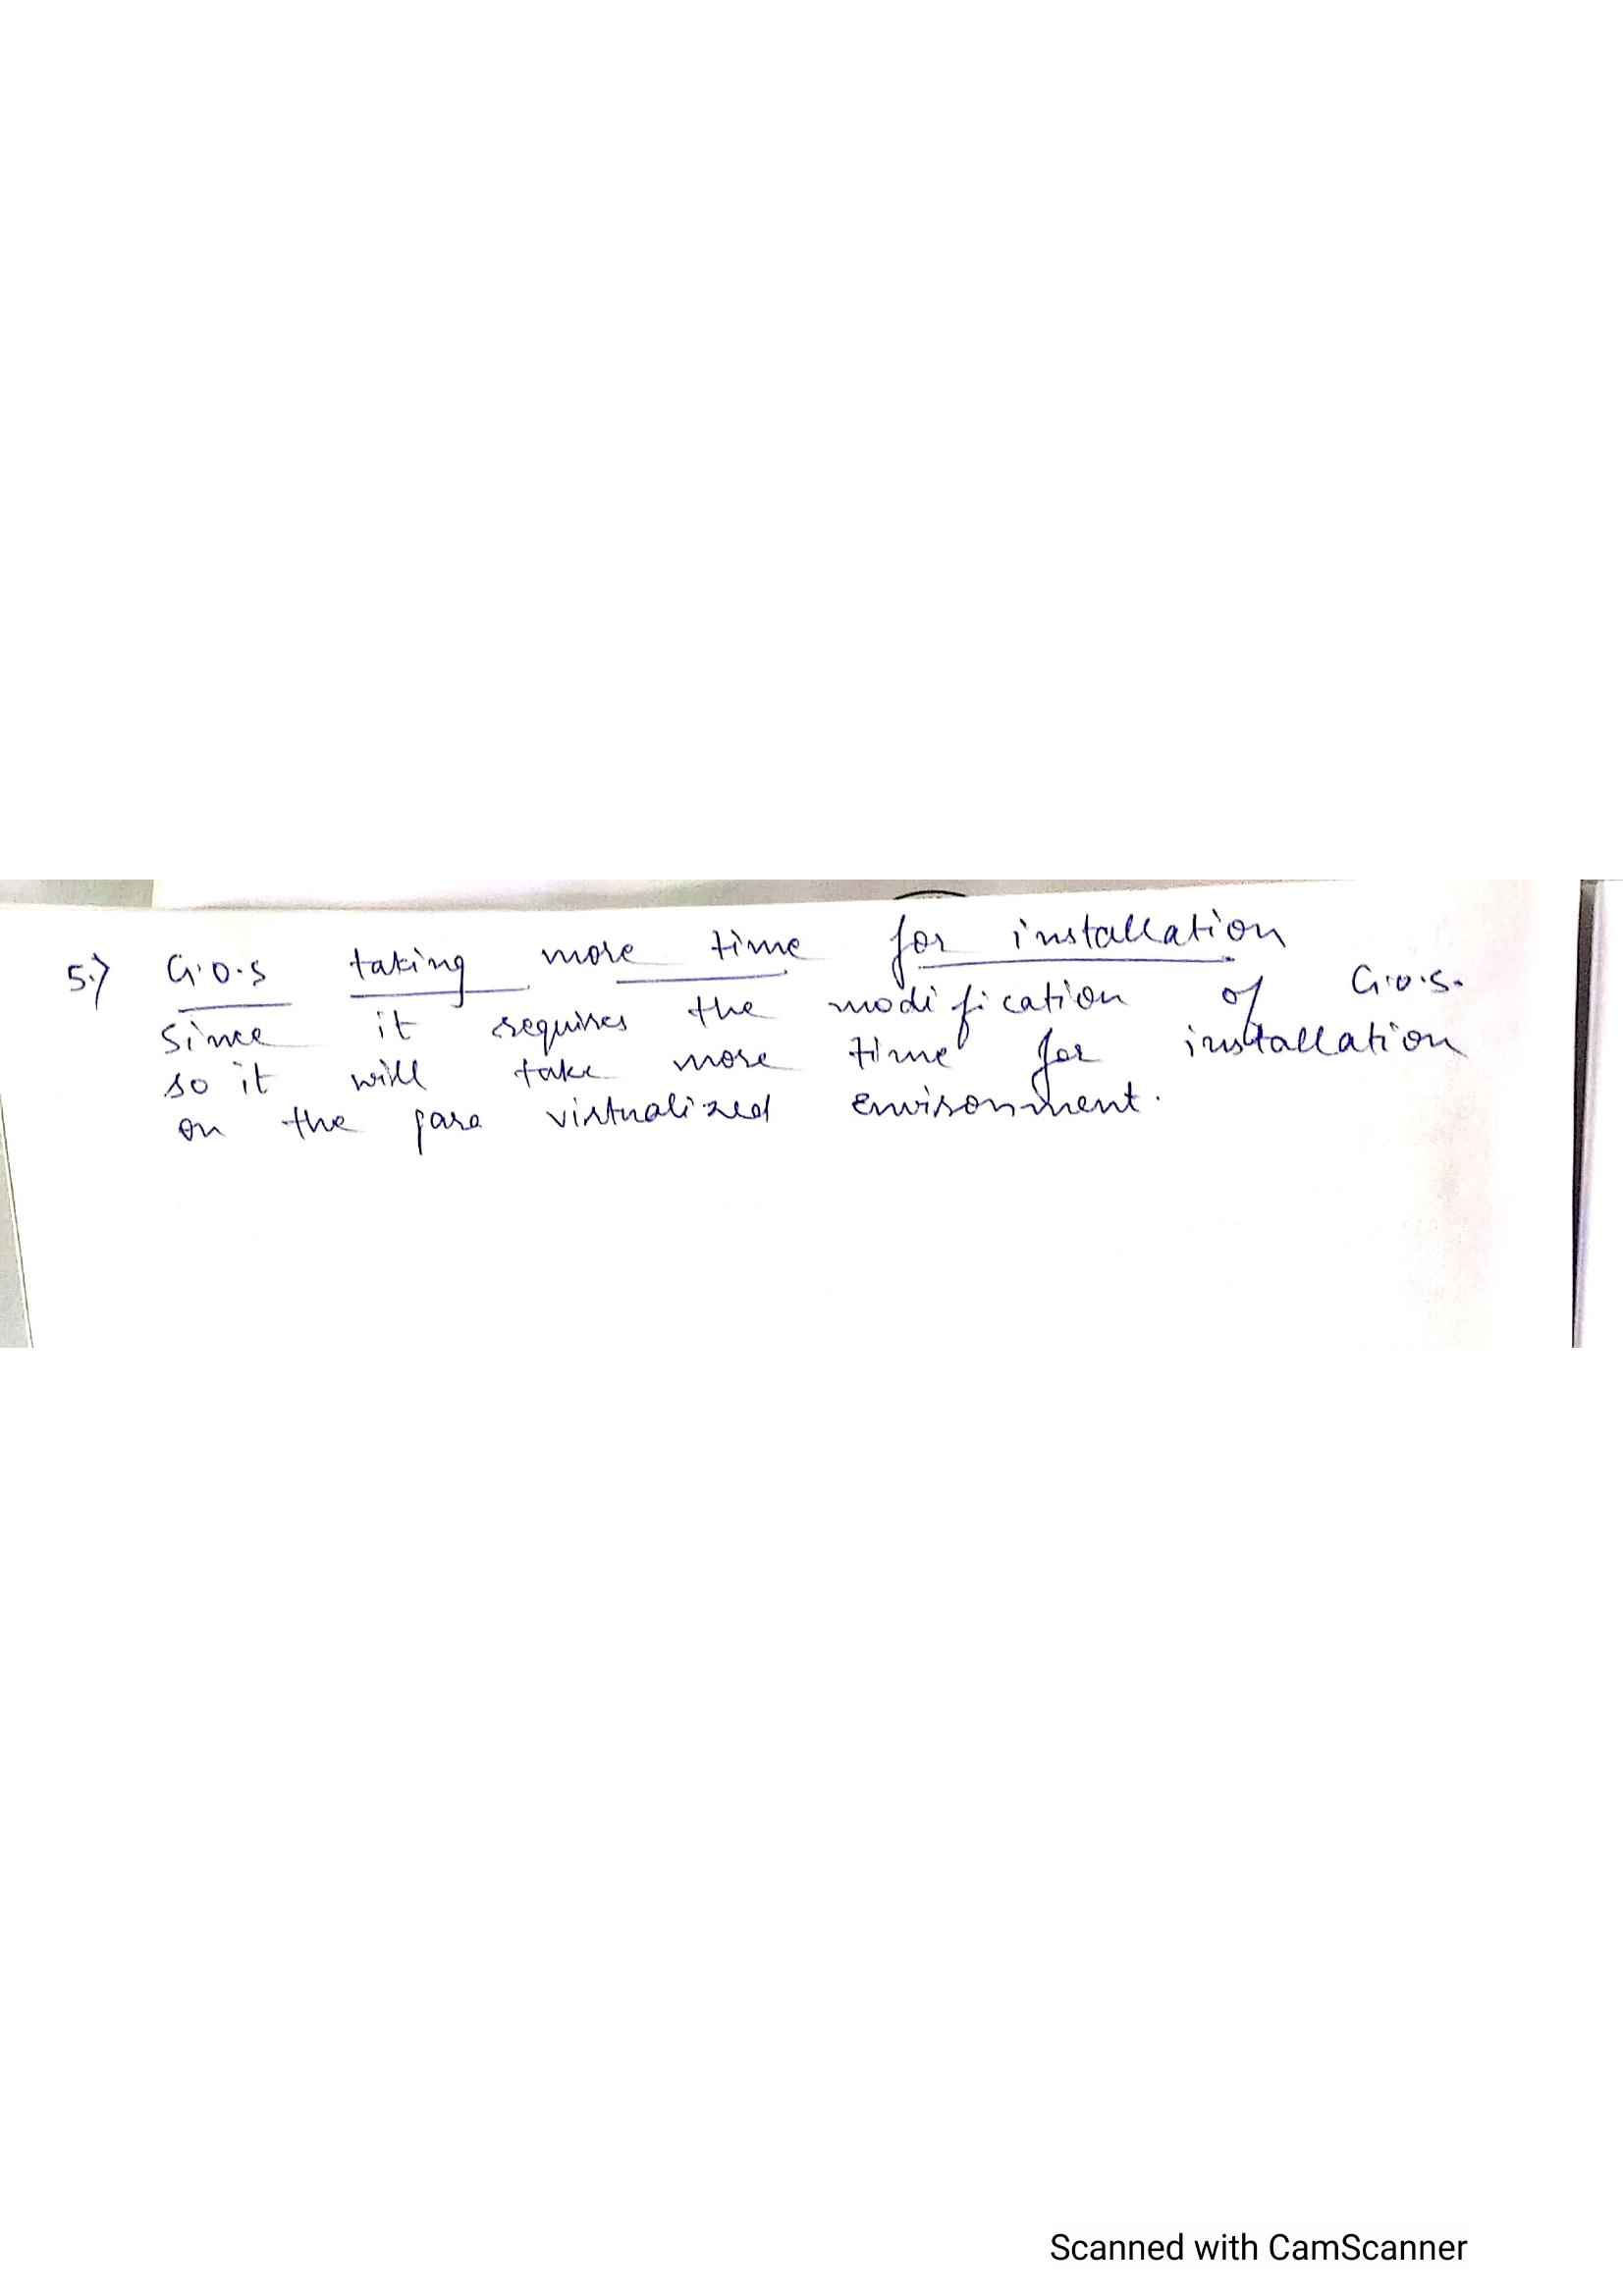 5.) G.O.S taking more time for installation
Since it requires the modification of G.O.S.
so it will take more time for installation
on the para virtualized environment.
Scanned with CamScanner